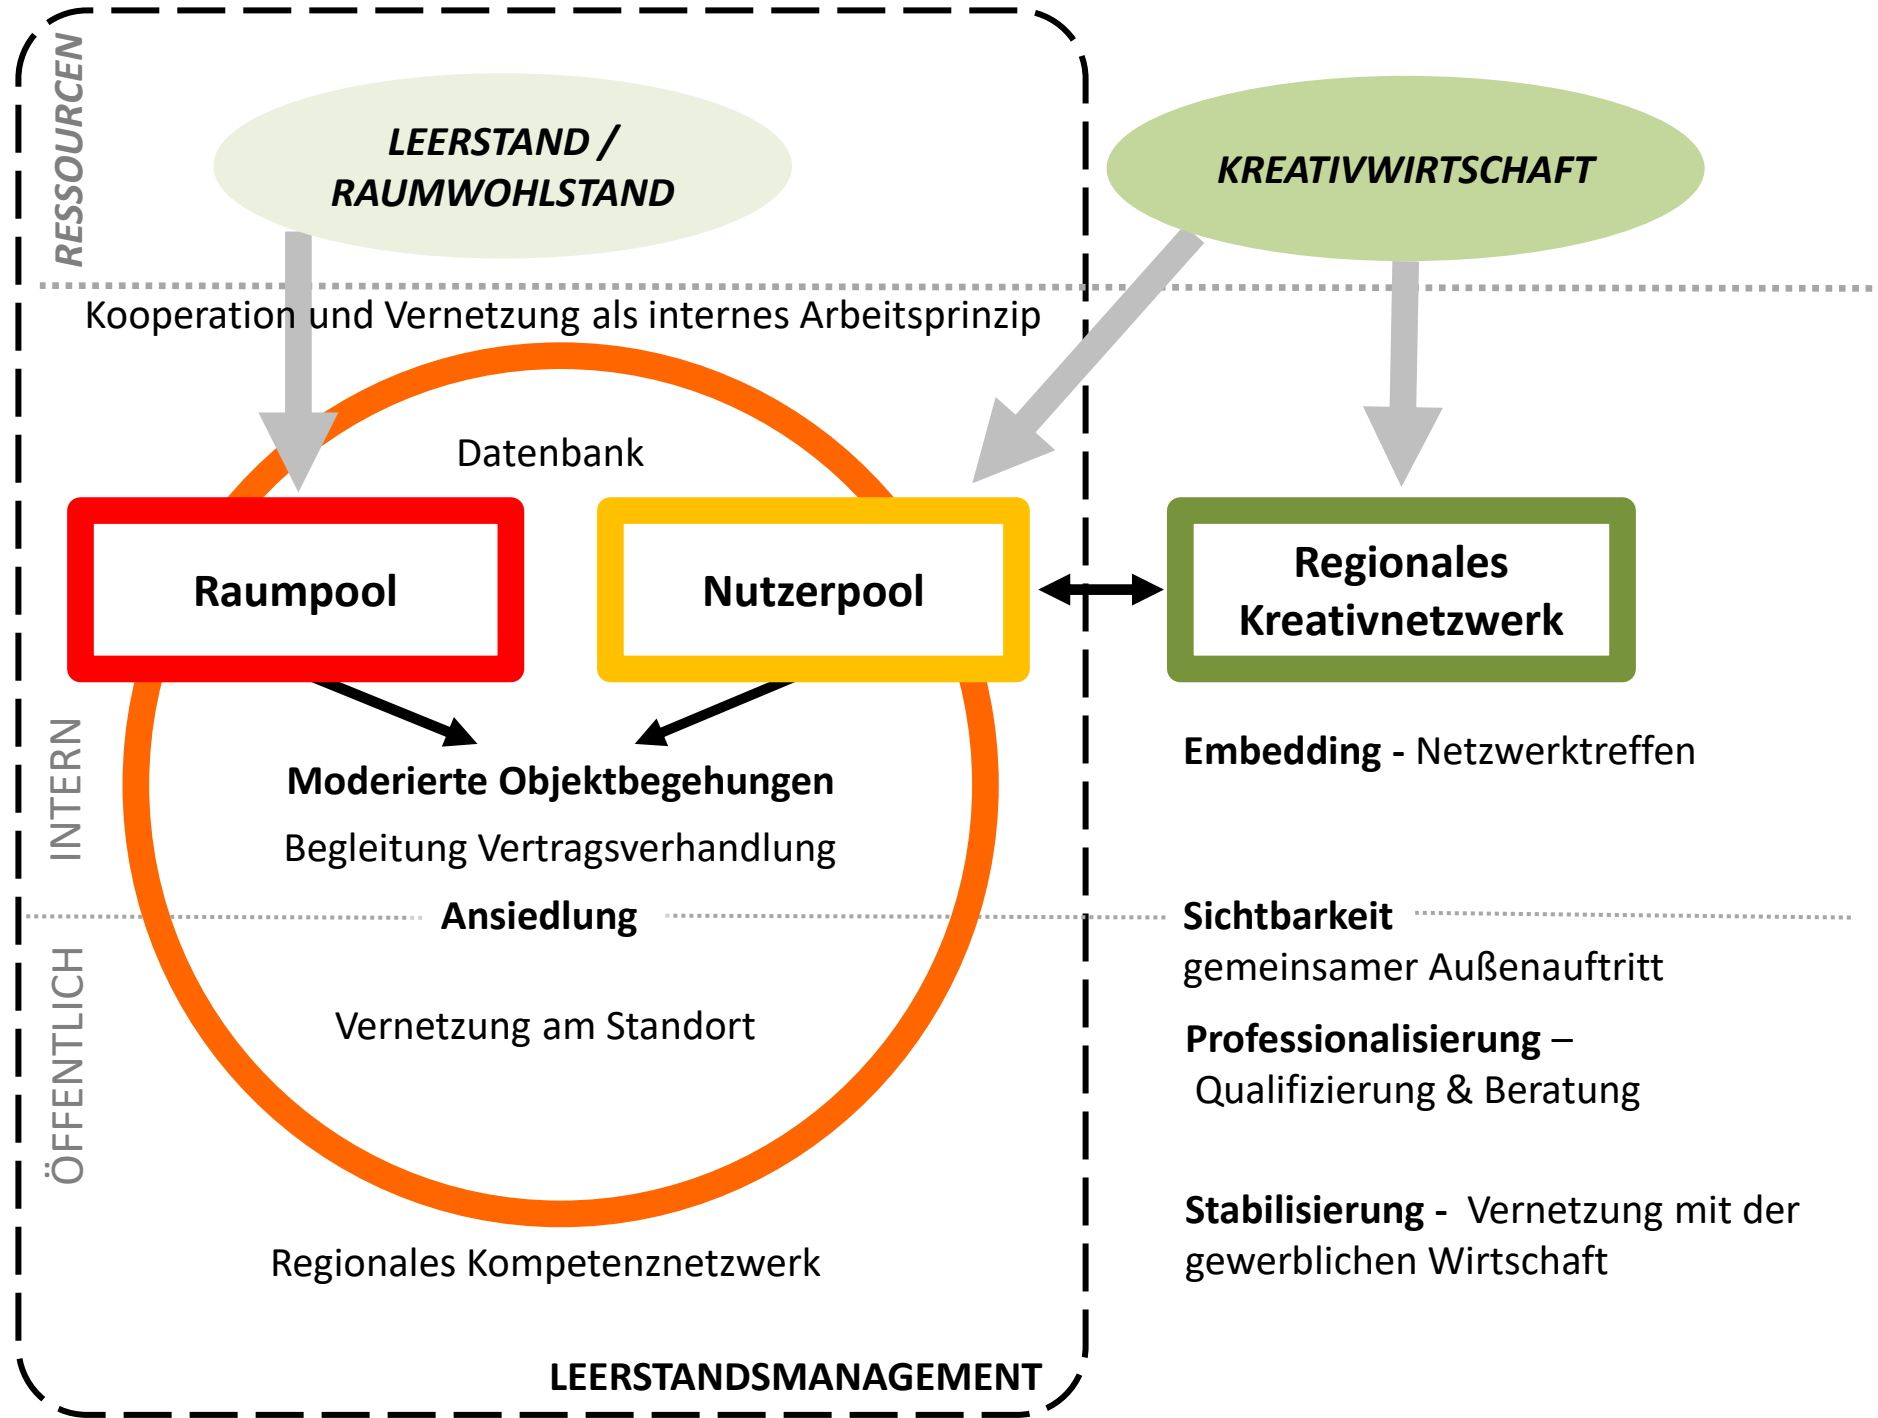 RESSOURCEN
LEERSTAND /
RAUMWOHLSTAND
KREATIVWIRTSCHAFT
Kooperation und Vernetzung als internes Arbeitsprinzip
Datenbank
Raumpool
Nutzerpool
Regionales
Kreativnetzwerk
INTERN
Moderierte Objektbegehungen
Begleitung Vertragsverhandlung
Ansiedlung
Embedding - Netzwerktreffen
Sichtbarkeit
gemeinsamer Außenauftritt
ÖFFENTLICH
Vernetzung am Standort
Professionalisierung –
Qualifizierung & Beratung
Regionales Kompetenznetzwerk
Stabilisierung - Vernetzung mit der
gewerblichen Wirtschaft
LEERSTANDSMANAGEMENT